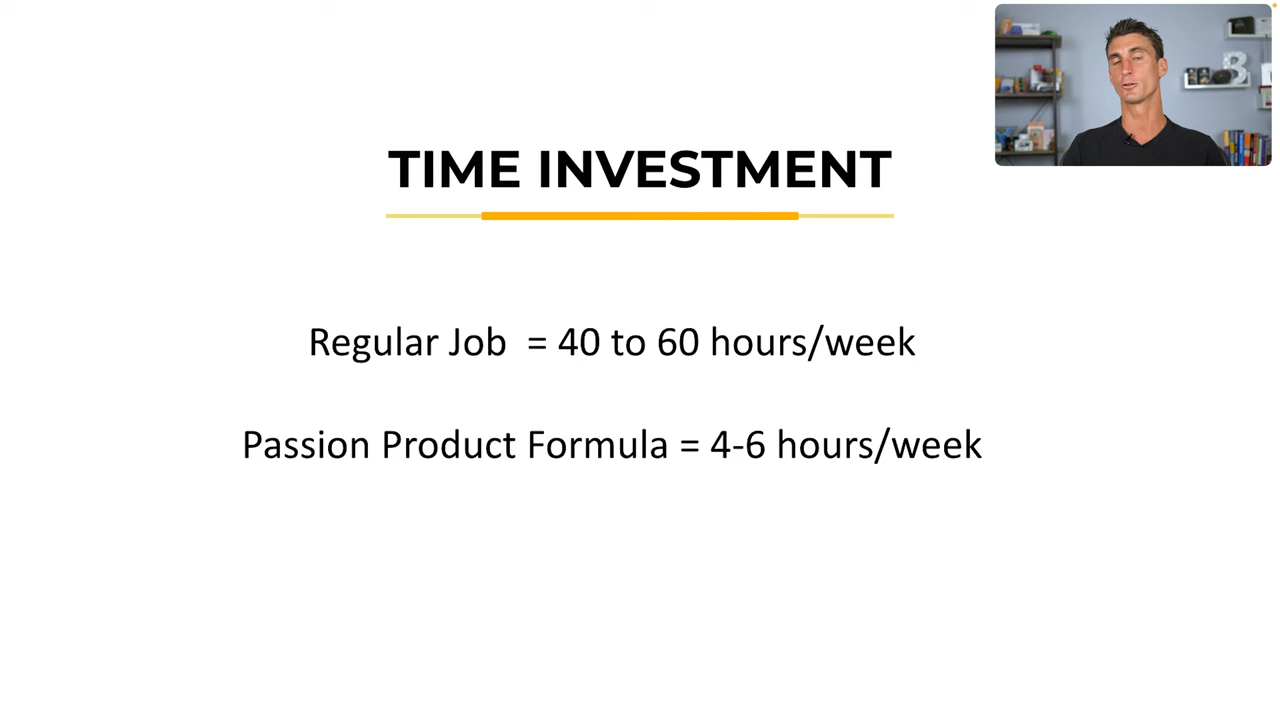 TIME INVESTMENT
Regular Job = 40 to 60 hours/week
Passion Product Formula = 4-6 hours/week